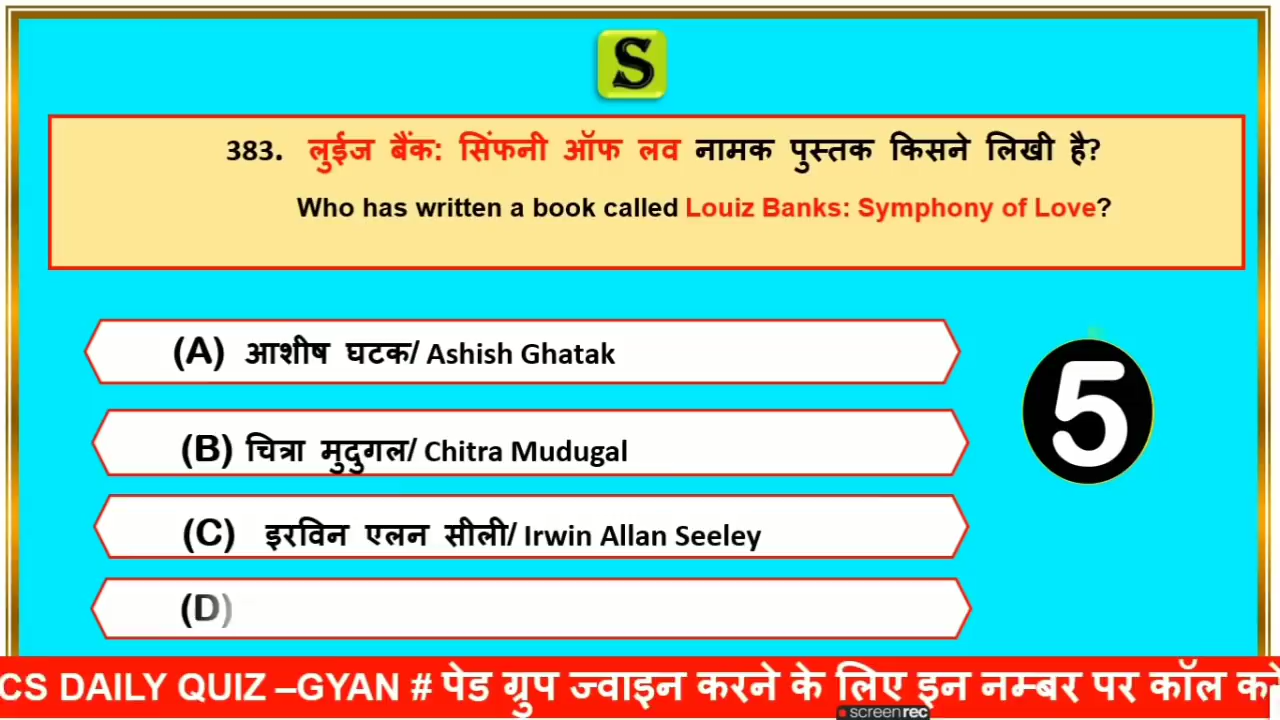 S
383. लुईज बैंक: सिंफनी ऑफ लव नामक पुस्तक किसने लिखी है?
Who has written a book called Louiz Banks: Symphony of Love?
(A) आशीष घटक/ Ashish Ghatak
5
(B) चित्रा मुदुगल/ Chitra Mudugal
(C) इरविन एलन सीली/ Irwin Allan Seeley
(D)
CS DAILY QUIZ –GYAN # पेड ग्रुप ज्वाइन करने के लिए इन नम्बर पर कॉल करे
screenrec